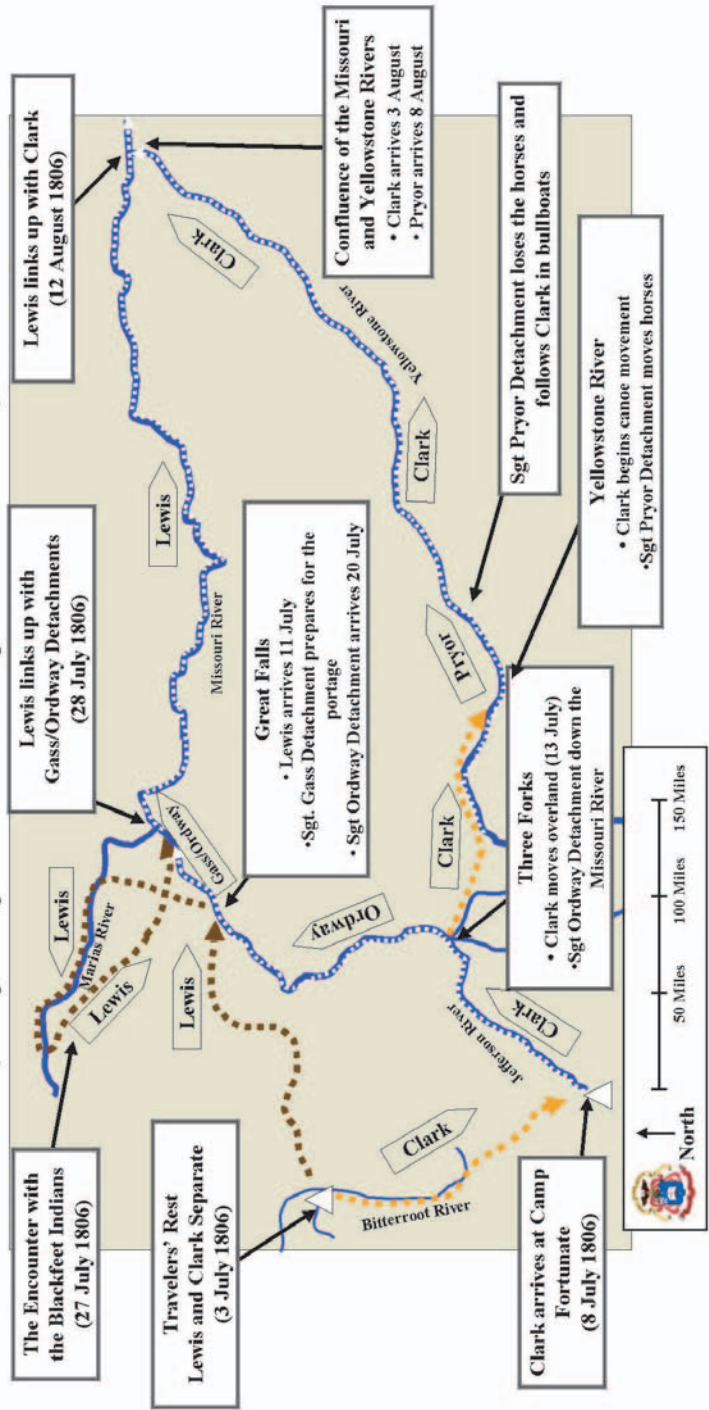 The Encounter with
the Blackfeet Indians
(27 July 1806)
Lewis links up with
Gass/Ordway Detachments
(28 July 1806)
Lewis links up with Clark
(12 August 1806)
Travelers' Rest
Lewis and Clark Separate
(3 July 1806)
Great Falls
• Lewis arrives 11 July
• Sgt. Gass Detachment prepares for the
portage
• Sgt Ordway Detachment arrives 20 July
Confluence of the Missouri
and Yellowstone Rivers
• Clark arrives 3 August
• Pryor arrives 8 August
Clark arrives at Camp
Fortunate
(8 July 1806)
Three Forks
• Clark moves overland (13 July)
•Sgt Ordway Detachment down the
Missouri River
Sgt Pryor Detachment loses the horses and
follows Clark in bullboats
Yellowstone River
• Clark begins canoe movement
•Sgt Pryor Detachment moves horses
Lewis
Marias River
Lewis
Lewis
Gass/Ordway
Lewis
Missouri River
Ordway
Clark
Bitterroot River
Jefferson River
Clark
Clark
Pryor
Clark
Yellowstone River
Clark
North
50 Miles
100 Miles
150 Miles